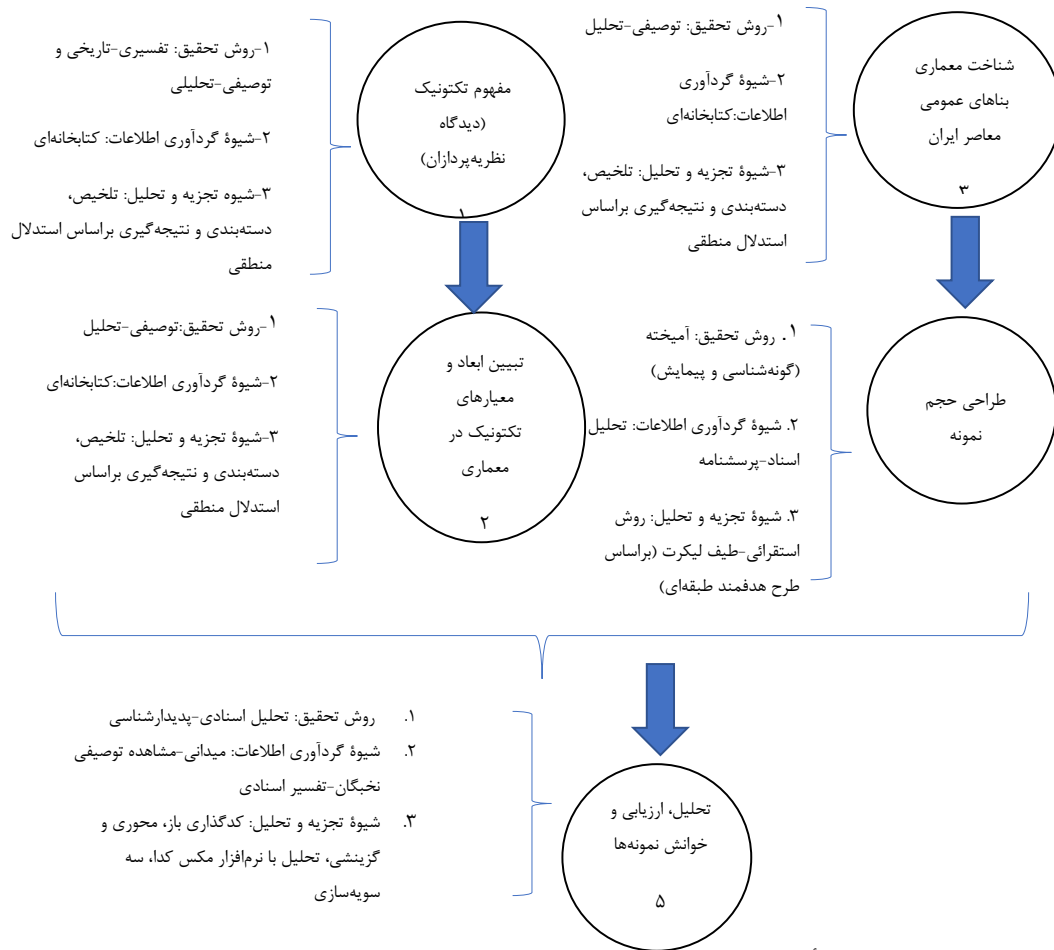 شناخت معماری
بناهای عمومی
معاصر ایران
۳
۱-روش تحقیق: توصیفی-تحلیل
۲-شیوهٔ گردآوری
اطلاعات:کتابخانه‌ای
۳-شیوهٔ تجزیه و تحلیل: تلخیص،
دسته‌بندی و نتیجه‌گیری براساس
استدلال منطقی
مفهوم تکتونیک
(دیدگاه
نظریه‌پردازان)
۱
۱-روش تحقیق: تفسیری-تاریخی و
توصیفی-تحلیلی
۲-شیوهٔ گردآوری اطلاعات: کتابخانه‌ای
۳-شیوه تجزیه و تحلیل: تلخیص،
دسته‌بندی و نتیجه‌گیری براساس استدلال
منطقی
طراحی حجم
نمونه
۱. روش تحقیق: آمیخته
(گونه‌شناسی و پیمایش)
۲. شیوهٔ گردآوری اطلاعات: تحلیل
اسناد-پرسشنامه
۳. شیوهٔ تجزیه و تحلیل: روش
استقرائی-طیف لیکرت (براساس
طرح هدفمند طبقه‌ای)
تبیین ابعاد و
معیارهای
تکتونیک در
معماری
۲
۱-روش تحقیق:توصیفی-تحلیل
۲-شیوهٔ گردآوری اطلاعات:کتابخانه‌ای
۳-شیوهٔ تجزیه و تحلیل: تلخیص،
دسته‌بندی و نتیجه‌گیری براساس
استدلال منطقی
تحلیل، ارزیابی و
خوانش نمونه‌ها
۵
۱. روش تحقیق: تحلیل اسنادی-پدیدارشناسی
۲. شیوهٔ گردآوری اطلاعات: میدانی-مشاهده توصیفی
نخبگان-تفسیر اسنادی
۳. شیوهٔ تجزیه و تحلیل: کدگذاری باز، محوری و
گزینشی، تحلیل با نرم‌افزار مکس کدا، سه
سویه‌سازی